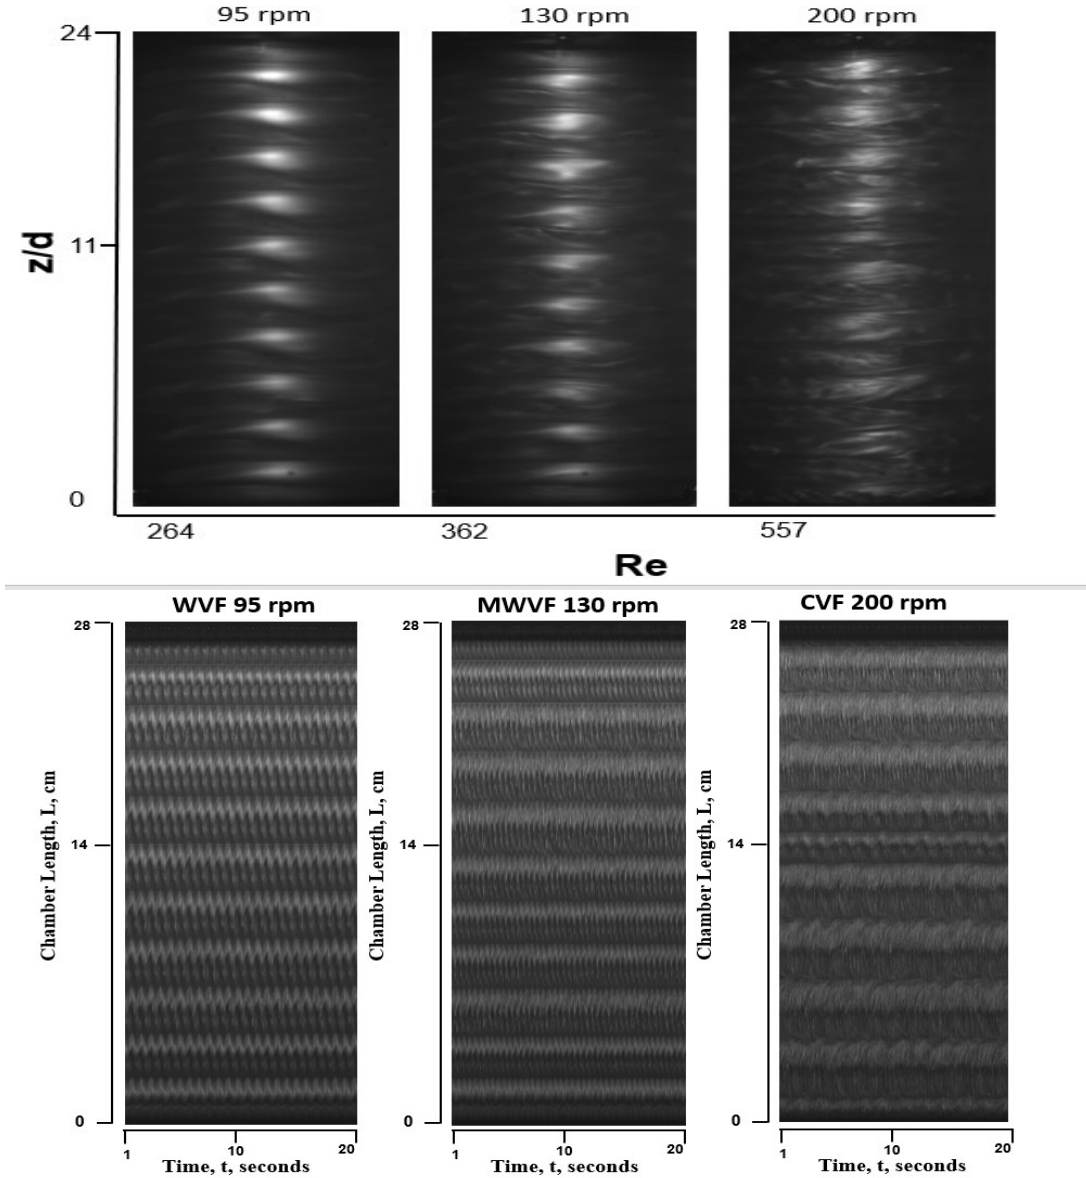 95 rpm 130 rpm 200 rpm
24
z/d
11
0
264 362 557
Re
WVF 95 rpm MWVF 130 rpm CVF 200 rpm
28 28 28
Chamber Length, L, cm Chamber Length, L, cm Chamber Length, L, cm
14 14 14
0 0 0
1 10 20 1 10 20 1 10 20
Time, t, seconds Time, t, seconds Time, t, seconds